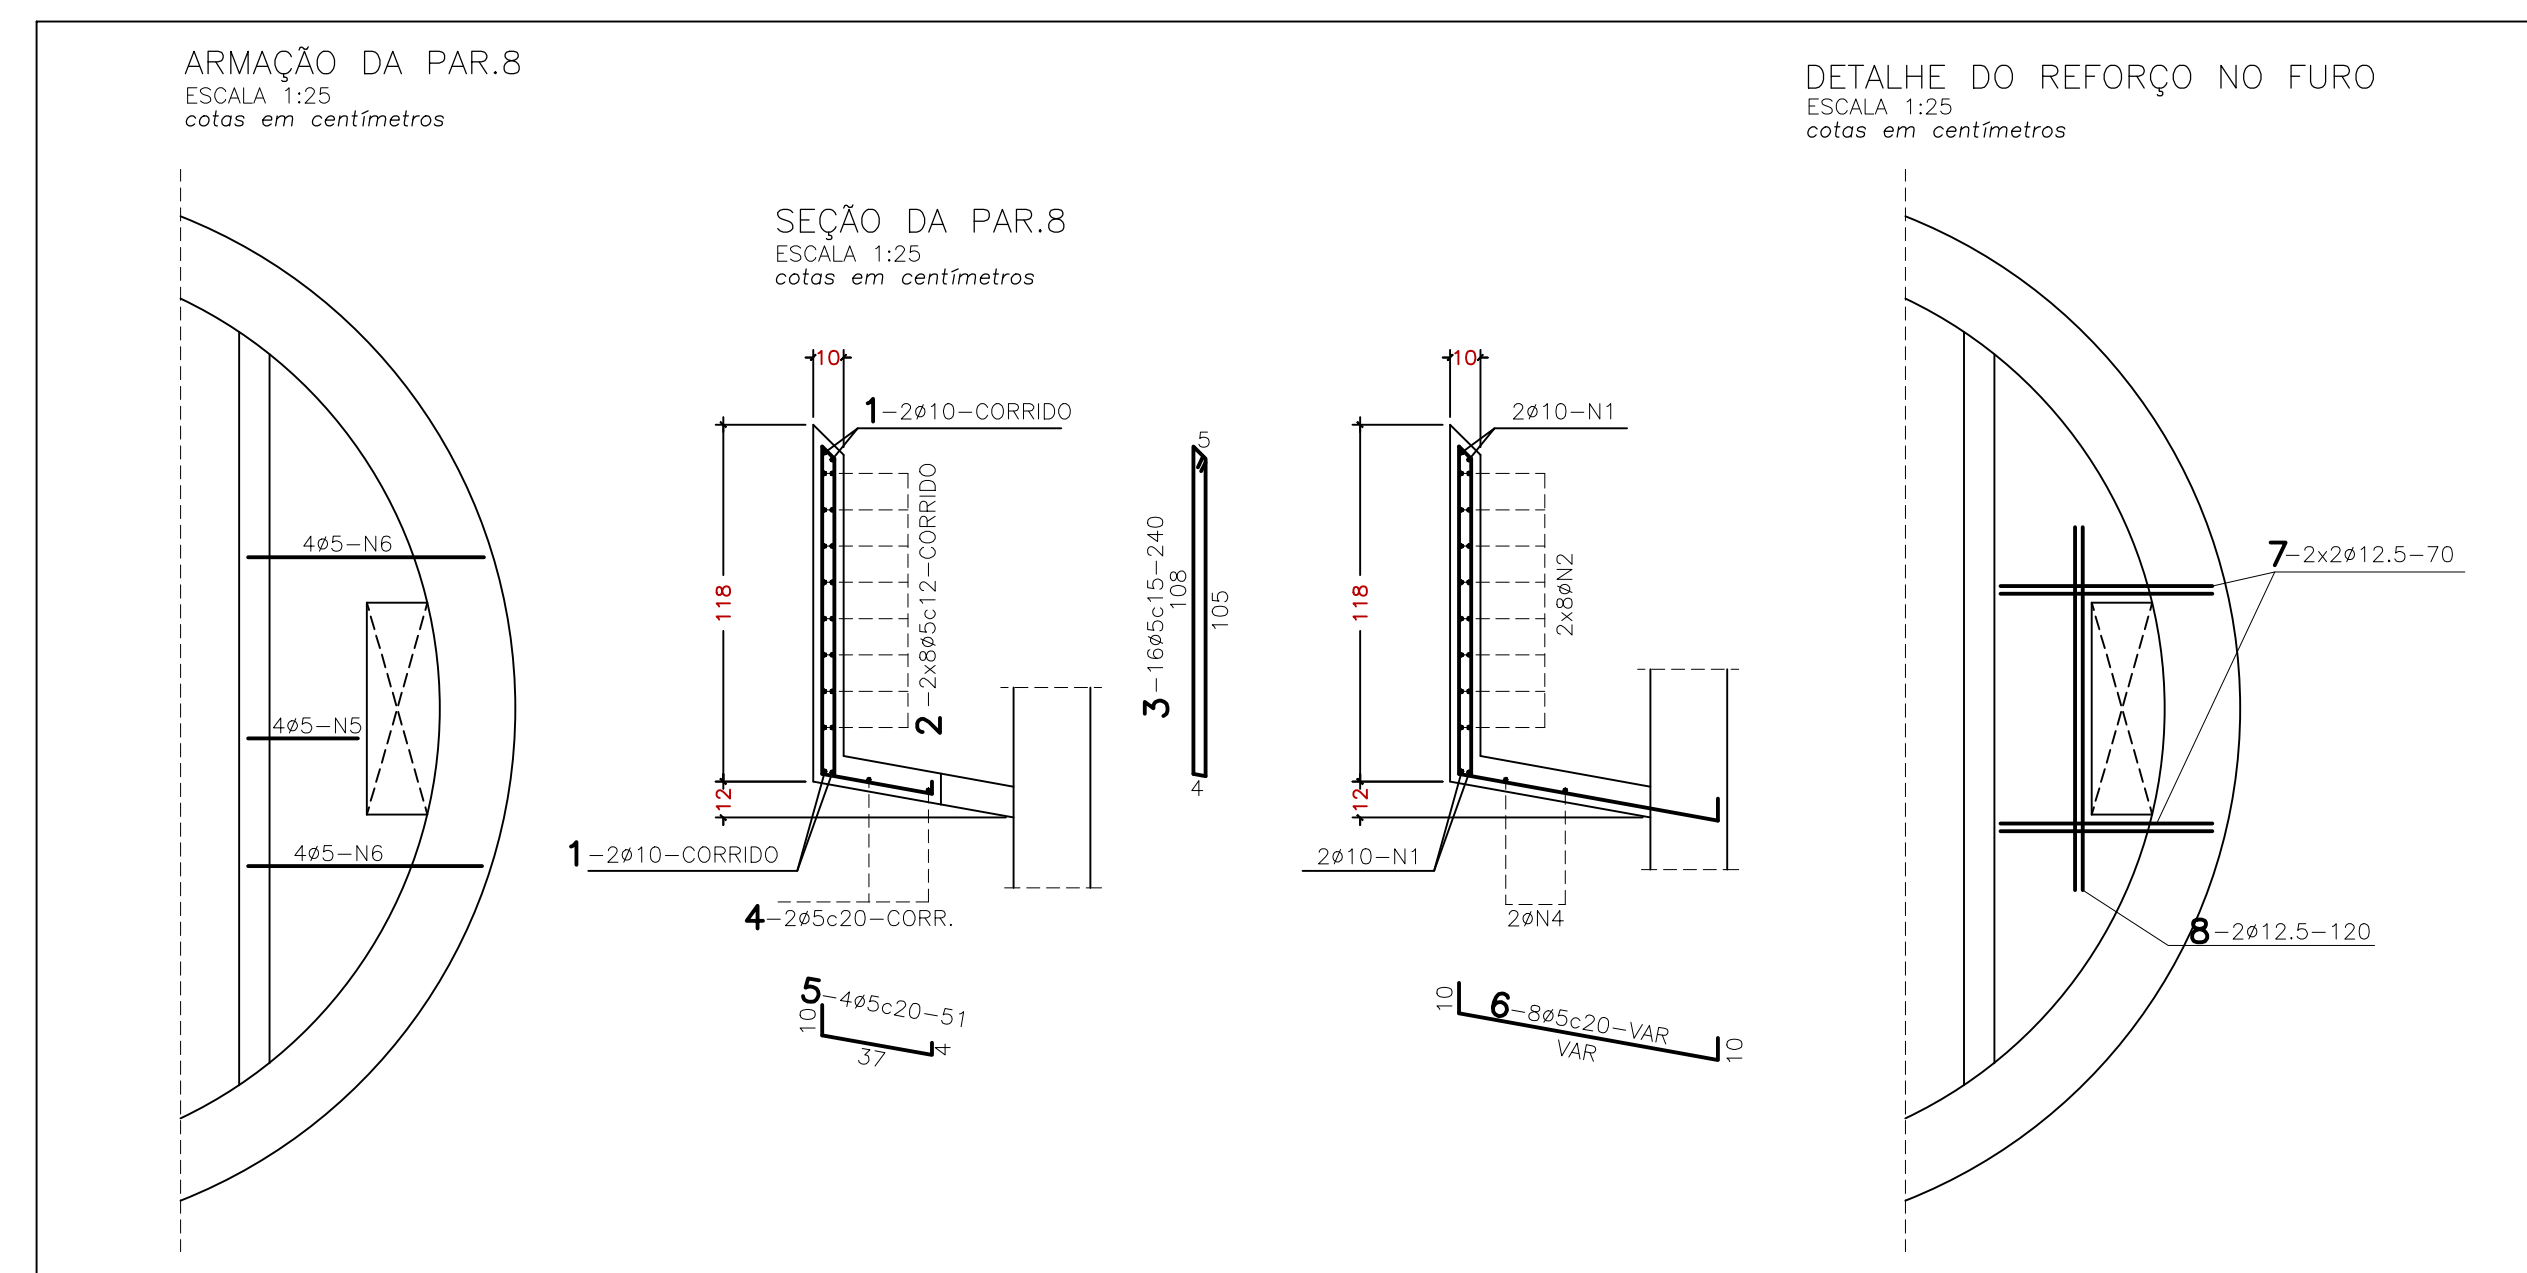 ARMAÇÃO DA PAR.8
ESCALA 1:25
cotas em centímetros
4ø5-N6
4ø5-N5
4ø5-N6
SEÇÃO DA PAR.8
ESCALA 1:25
cotas em centímetros
10
1-2ø10-CORRIDO
118
2-2x8ø5c12-CORRIDO
12
1-2ø10-CORRIDO
4-2ø5c20-CORR.
5-4ø5c20-51
10
37
4
3-16ø5c15-240
108
105
5
4
10
2ø10-N1
118
2x8øN2
12
2ø10-N1
2øN4
6-8ø5c20-VAR
10
VAR
10
DETALHE DO REFORÇO NO FURO
ESCALA 1:25
cotas em centímetros
7-2x2ø12.5-70
8-2ø12.5-120